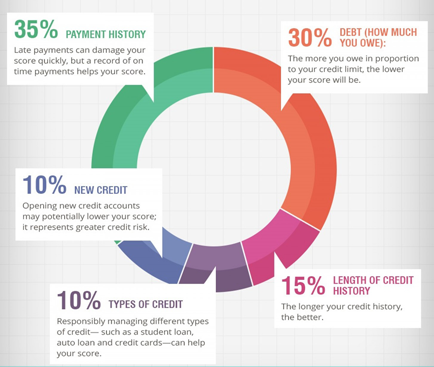 35% PAYMENT HISTORY
Late payments can damage your
score quickly, but a record of on
time payments helps your score.
30% DEBT (HOW MUCH
YOU OWE):
The more you owe in proportion
to your credit limit, the lower
your score will be.
10% NEW CREDIT
Opening new credit accounts
may potentially lower your score;
it represents greater credit risk.
15% LENGTH OF CREDIT
HISTORY
The longer your credit history,
the better.
10% TYPES OF CREDIT
Responsibly managing different types
of credit— such as a student loan,
auto loan and credit cards—can help
your score.